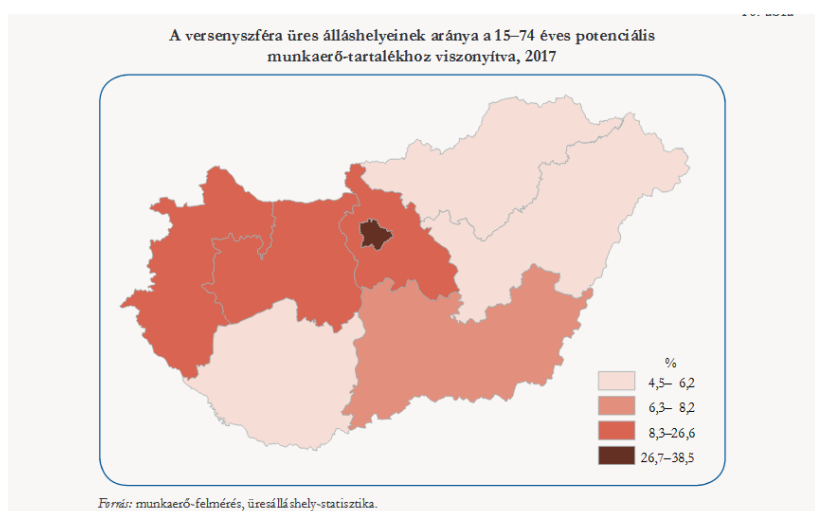 A versenyszféra üres álláshelyeinek aránya a 15–74 éves potenciális
munkaerő-tartalékhoz viszonyítva, 2017
%
4,5– 6,2
6,3– 8,2
8,3–26,6
26,7–38,5
Forrás: munkaerő-felmérés, üresálláshely-statisztika.